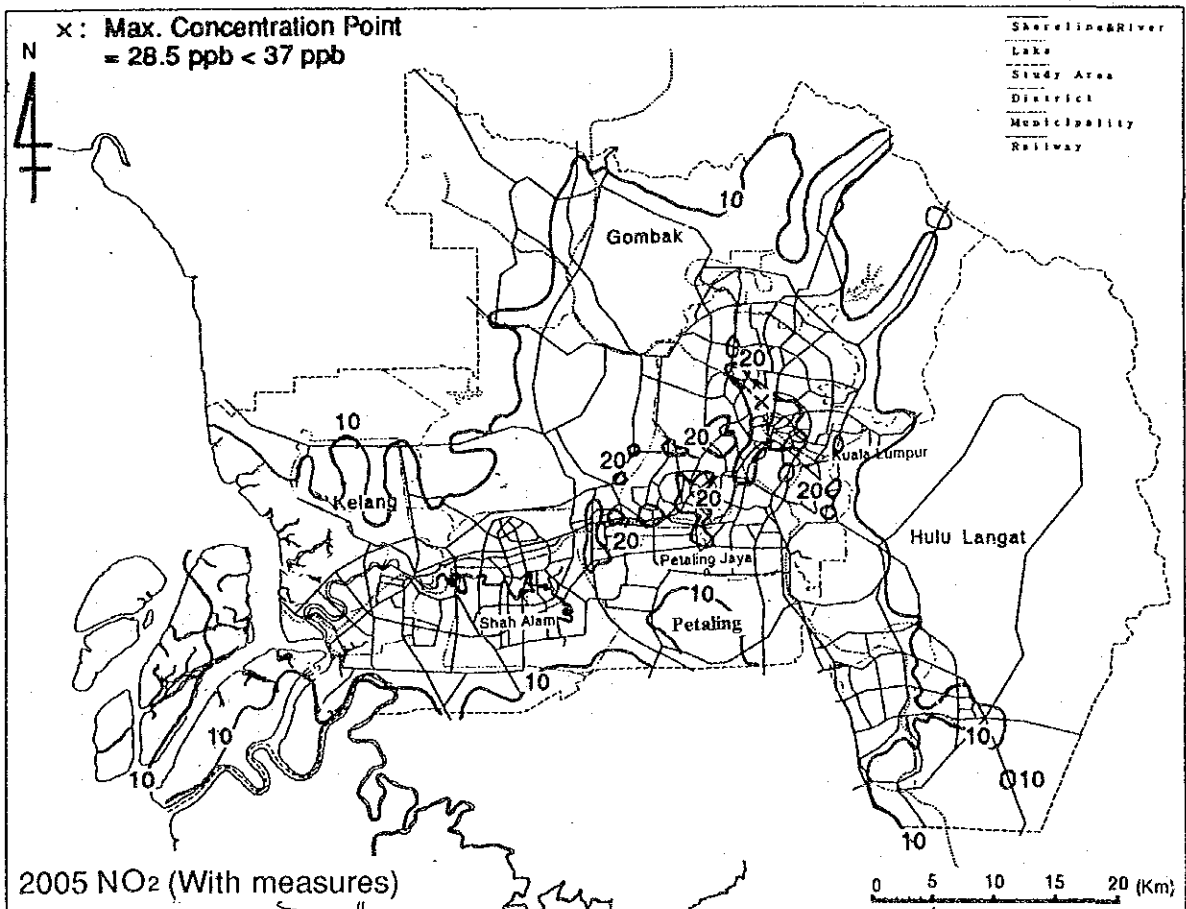 ×: Max. Concentration Point
= 28.5 ppb < 37 ppb
N
Shoreline&River
Lake
Study Area
District
Municipality
Railway
10
Gombak
20
10
20
Kuala Lumpur
20
20
20
Kelang
20
Hulu Langat
Petaling Jaya
10
Petaling
Shah Alam
10
10
10
10
10
10
2005 NO2 (With measures)
0 5 10 15 20 (Km)